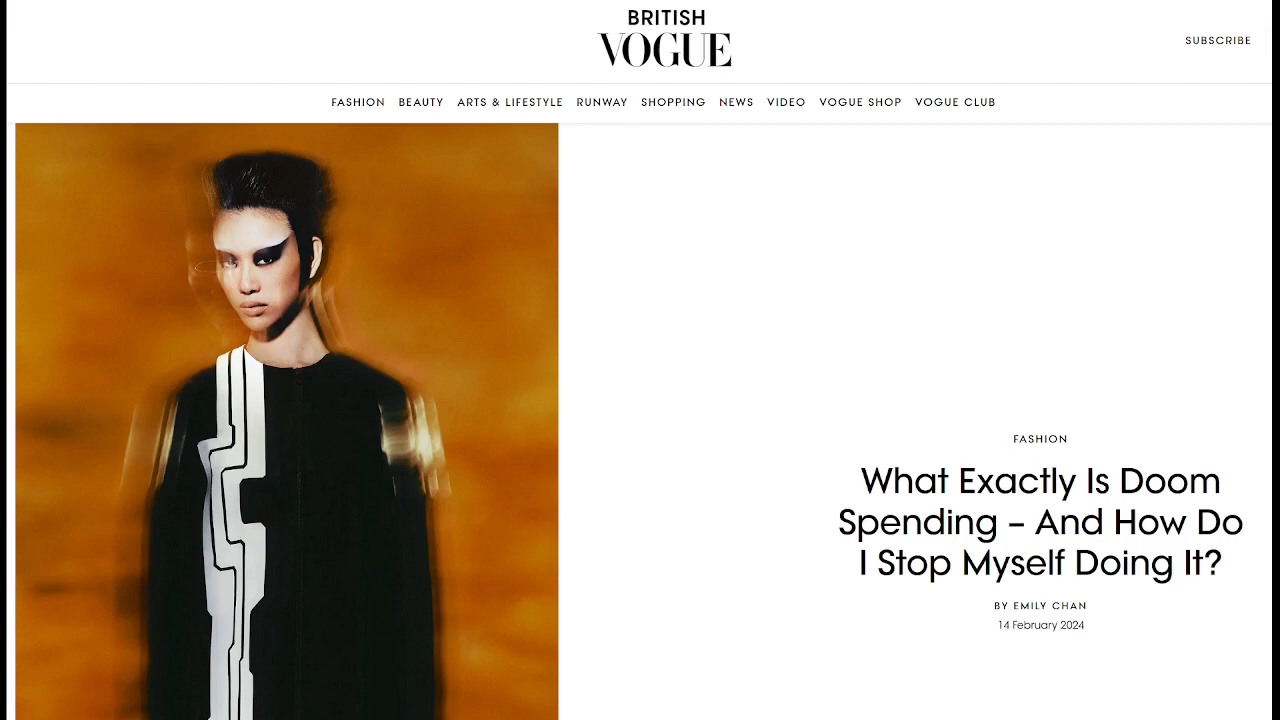 BRITISH
VOGUE
SUBSCRIBE
FASHION BEAUTY ARTS & LIFESTYLE RUNWAY SHOPPING NEWS VIDEO VOGUE SHOP VOGUE CLUB
FASHION
What Exactly Is Doom
Spending – And How Do
I Stop Myself Doing It?
BY EMILY CHAN
14 February 2024